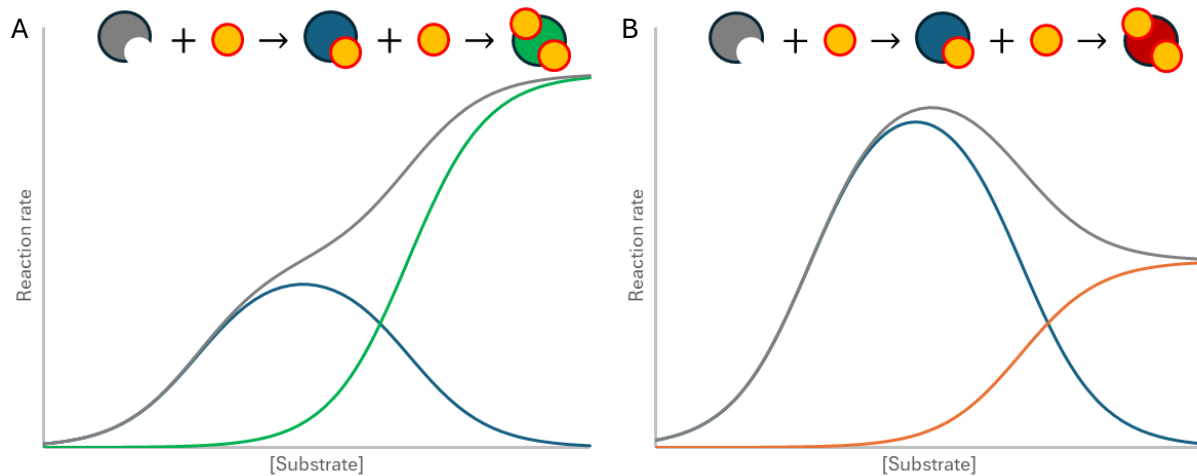 A
+ → + →
Reaction rate
[Substrate]
B
+ → + →
Reaction rate
[Substrate]